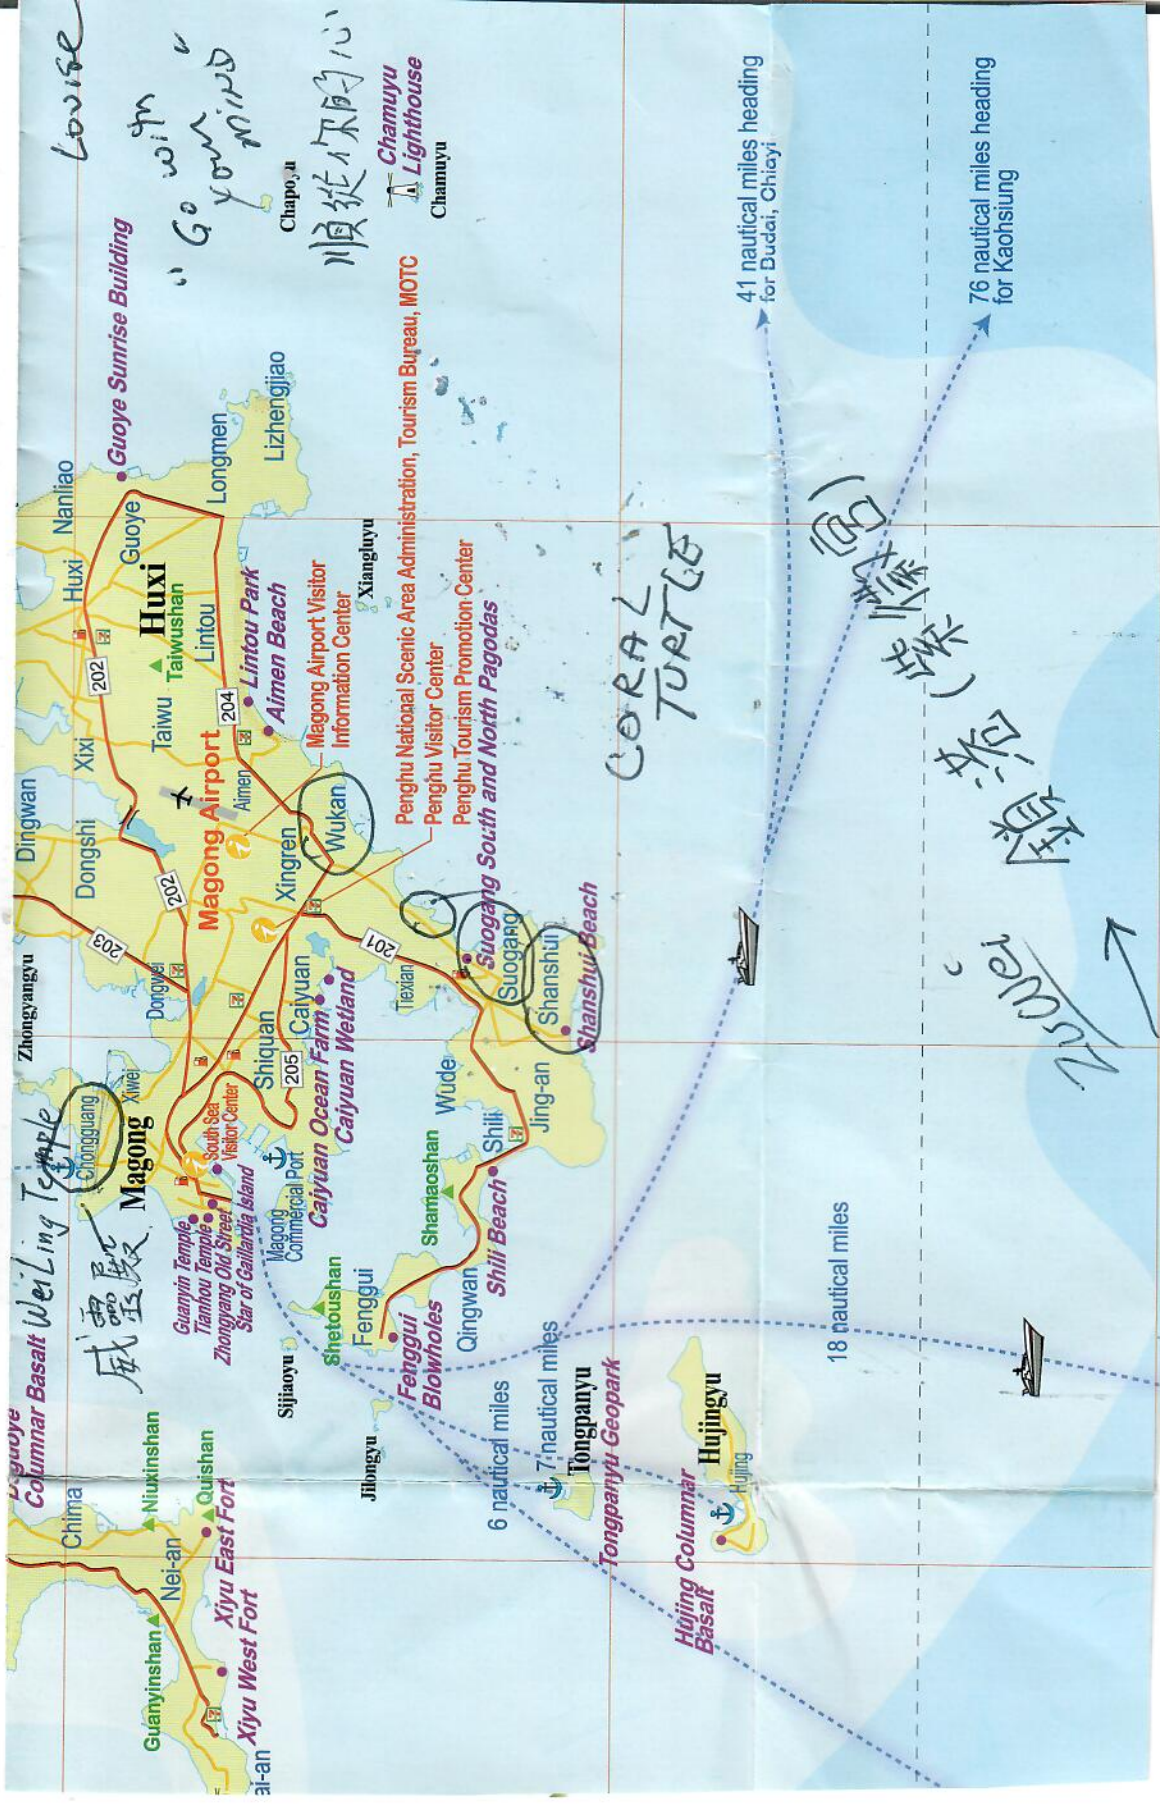 Columnar Basalt
China
Niuxinshan
Quishan
Nei-an
Xiyu East Fort
Guanyinshan
Xiyu West Fort
ai-an
WeiLing Temple
威靈殿
Zhongyangyu
Chongguang
Xiwei
Magong
South Sea
Visitor Center
Guanyin Temple
Tianhou Temple
Zhongyang Old Street
Star of Gaillardia Island
Magong
Commercial Port
Dingwan
Dongshi
Xixi
203
202
Dongwei
Magong Airport
Shiquan
205
Caiyuan
Caiyuan Ocean Farm
Caiyuan Wetland
Xingren
Wukan
Aimen
204
Nanliao
Huxi
202
Guoye
Huxi
Taiwushan
Taiwu
Lintou
Longmen
Lizhengjiao
Guoye Sunrise Building
Lintou Park
Aimen Beach
Magong Airport Visitor
Information Center
Xiangluyu
Penghu National Scenic Area Administration, Tourism Bureau, MOTC
Penghu Visitor Center
Penghu Tourism Promotion Center
Louise
"Go with
your
mind"
Chapoyu
順從你的心
Chamuyu
Lighthouse
Chamuyu
201
Tiexian
Suogang South and North Pagodas
Suogang
Shanshui
Shanshui Beach
Wude
Jing-an
Shili
Shili Beach
Shamaoshan
Sijiaoyu
Shetoushan
Fenggui
Fenggui
Blowholes
Qingwan
Jilongyu
6 nautical miles
7 nautical miles
Tongpanyu
Tongpanyu Geopark
Hujingyu
Hujing
Hujing Columnar
Basalt
18 nautical miles
CORAL
TURTLE
41 nautical miles heading
for Budai, Chiayi
76 nautical miles heading
for Kaohsiung
鎖港